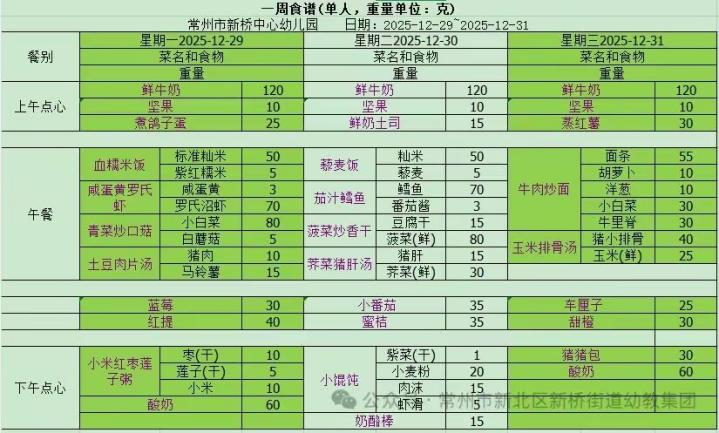 一周食谱(单人，重量单位：克)
常州市新桥中心幼儿园 日期：2025-12-29~2025-12-31
餐别 星期一2025-12-29 星期二2025-12-30 星期三2025-12-31
菜名和食物 菜名和食物 菜名和食物
重量 重量 重量
上午点心
鲜牛奶 120 鲜牛奶 120 鲜牛奶 120
坚果 10 坚果 10 坚果 10
煮鸽子蛋 25 鲜奶土司 15 蒸红薯 30
午餐
血糯米饭 标准籼米 50 藜麦饭 籼米 50 牛肉炒面 面条 55
紫红糯米 5 藜麦 5 胡萝卜 10
咸蛋黄罗氏虾 咸蛋黄 3 茄汁鳕鱼 鳕鱼 70 洋葱 10
罗氏沼虾 70 番茄酱 3 小白菜 30
青菜炒口菇 小白菜 80 菠菜炒香干 豆腐干 15 牛里脊 30
白蘑菇 5 菠菜(鲜) 80 玉米排骨汤 猪小排骨 40
土豆肉片汤 猪肉 10 荠菜猪肝汤 猪肝 15 玉米(鲜) 25
马铃薯 15 荠菜(鲜) 30
蓝莓 30 小番茄 35 车厘子 25
红提 40 蜜桔 35 甜橙 30
下午点心
小米红枣莲子粥 枣(干) 10 小馄饨 紫菜(干) 1 猪猪包 30
莲子(干) 5 小麦粉 20 酸奶 60
小米 10 肉沫 15
酸奶 60 虾滑 5
奶酪棒 15
公众号·常州市新北区新桥街道幼教集团